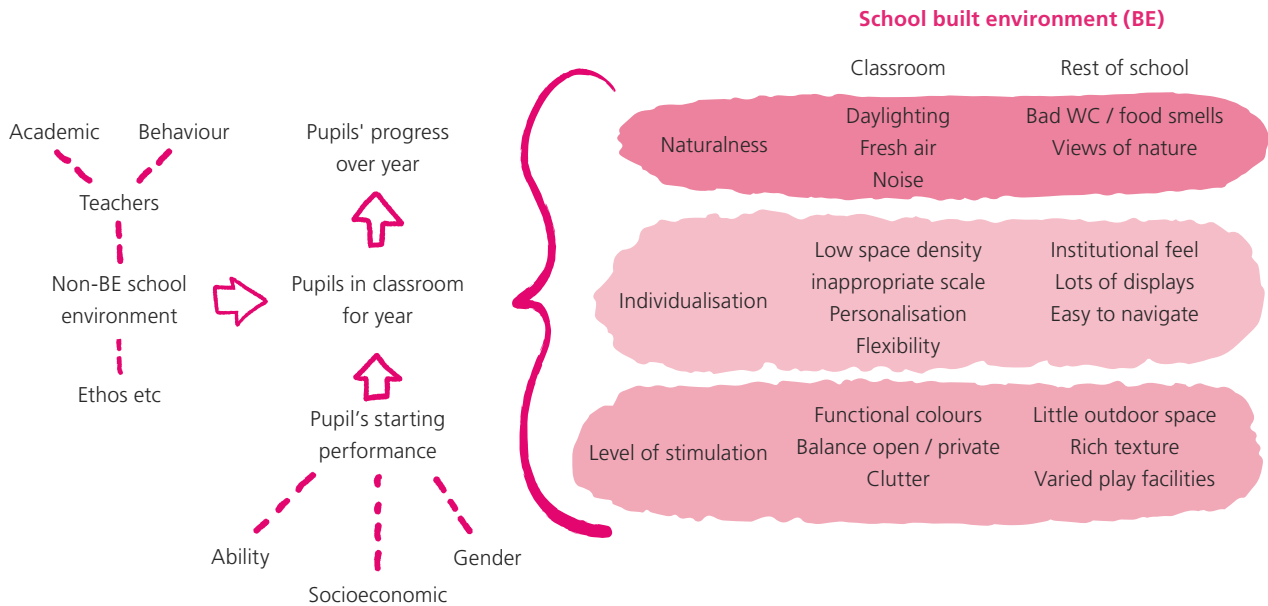 School built environment (BE)
Classroom
Rest of school
Naturalness
Daylighting
Fresh air
Noise
Bad WC / food smells
Views of nature
Individualisation
Low space density
inappropriate scale
Personalisation
Flexibility
Institutional feel
Lots of displays
Easy to navigate
Level of stimulation
Functional colours
Balance open / private
Clutter
Little outdoor space
Rich texture
Varied play facilities
Academic
Behaviour
Teachers
Non-BE school
environment
Ethos etc
Pupils' progress
over year
Pupils in classroom
for year
Pupil’s starting
performance
Ability
Socioeconomic
Gender